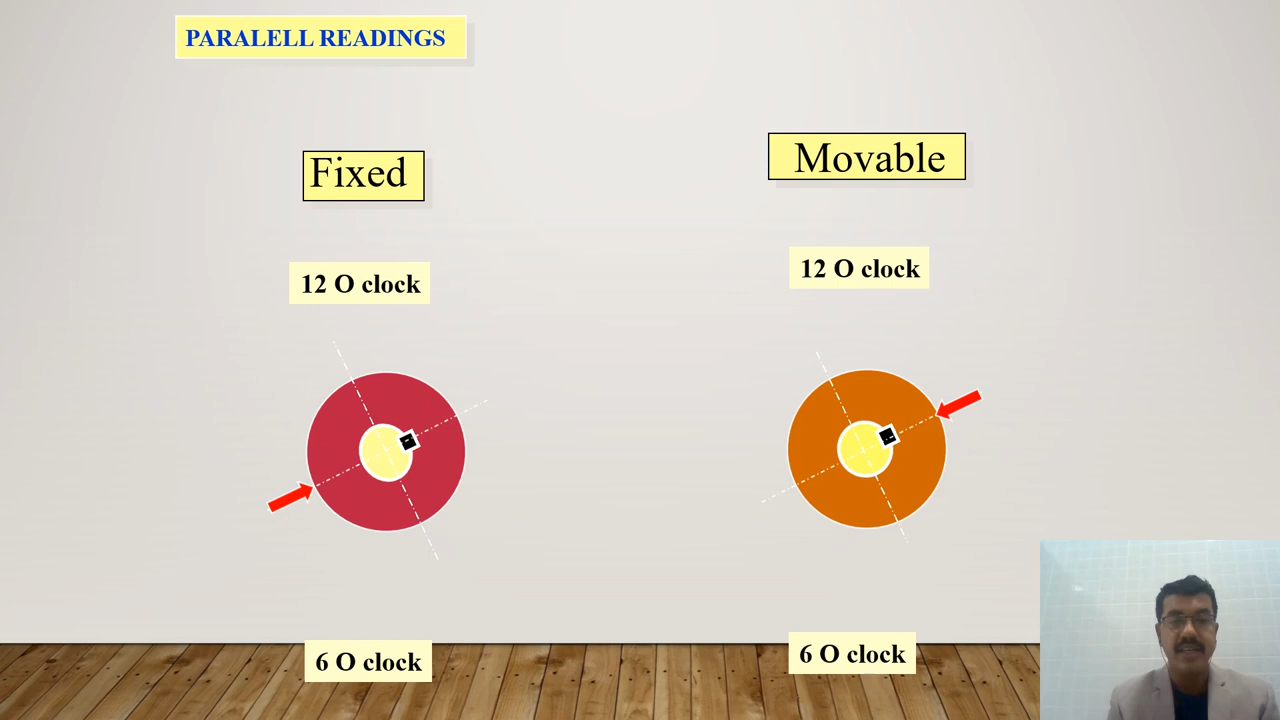 PARALELL READINGS
Fixed
Movable
12 O clock
12 O clock
6 O clock
6 O clock